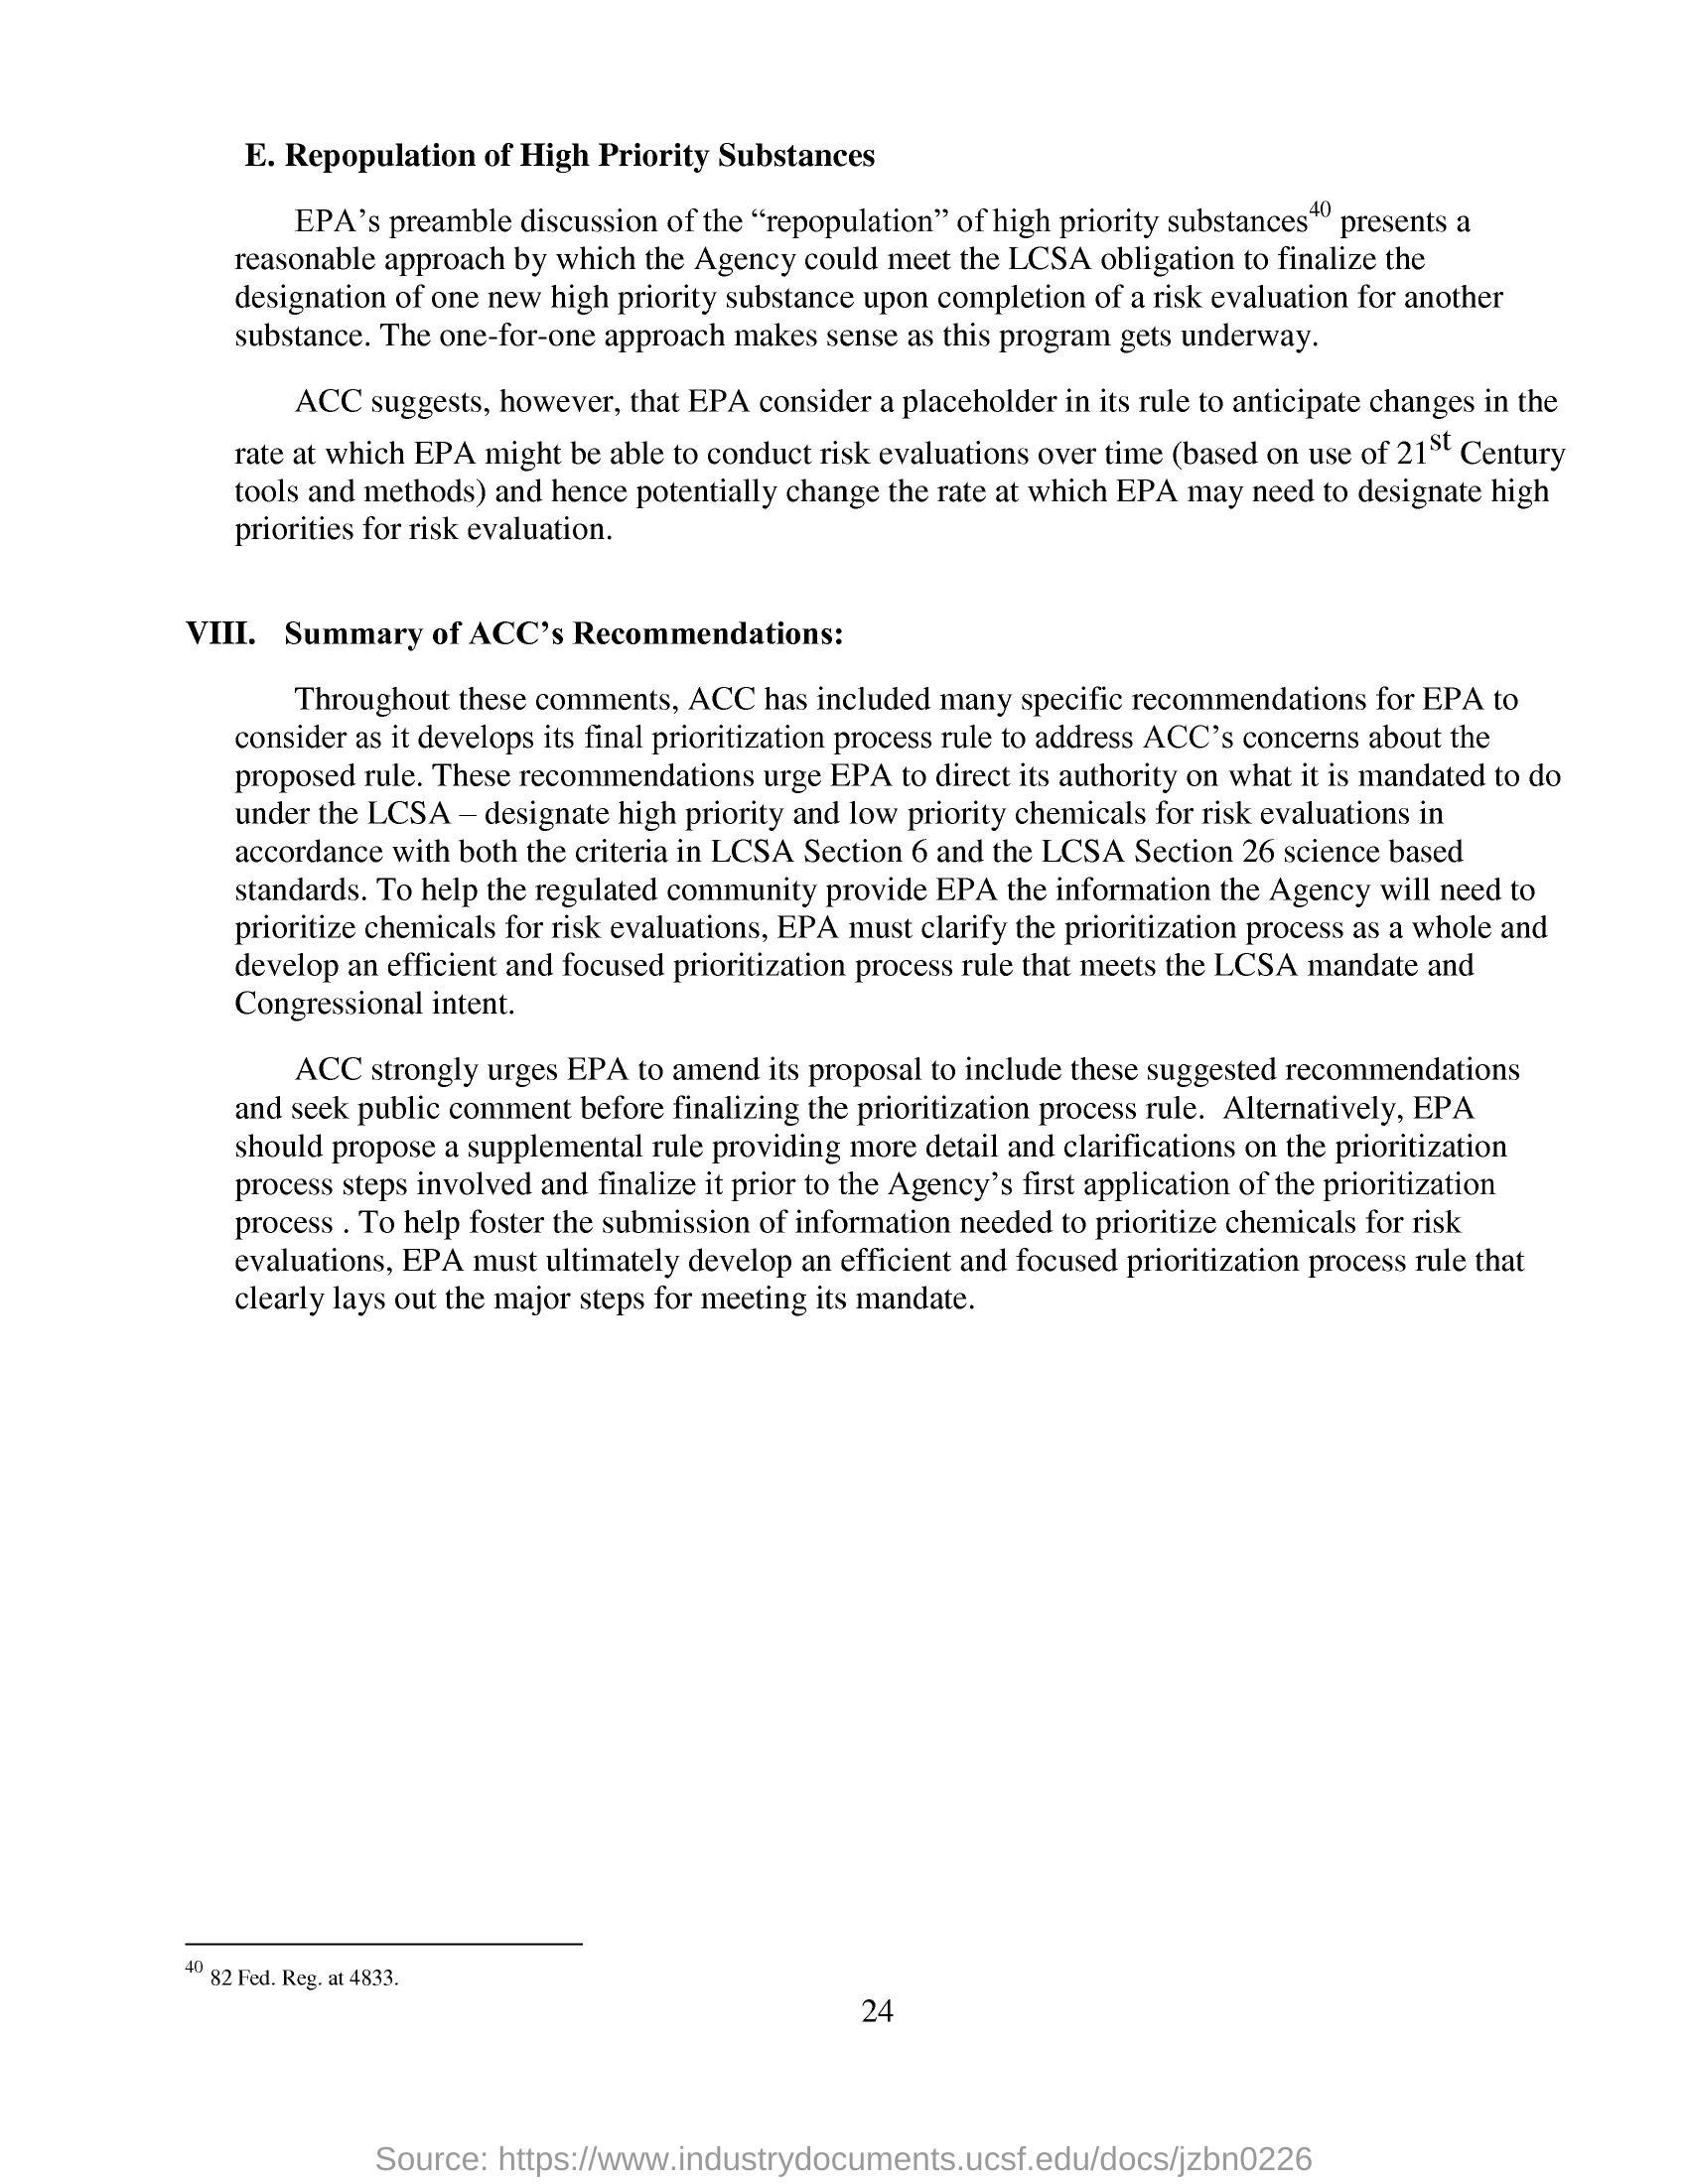 E. Repopulation of High Priority Substances
EPA’s preamble discussion of the “repopulation” of high priority substances40 presents a
reasonable approach by which the Agency could meet the LCSA obligation to finalize the
designation of one new high priority substance upon completion of a risk evaluation for another
substance. The one-for-one approach makes sense as this program gets underway.
ACC suggests, however, that EPA consider a placeholder in its rule to anticipate changes in the
rate at which EPA might be able to conduct risk evaluations over time (based on use of 21st Century
tools and methods) and hence potentially change the rate at which EPA may need to designate high
priorities for risk evaluation.
VIII. Summary of ACC’s Recommendations:
Throughout these comments, ACC has included many specific recommendations for EPA to
consider as it develops its final prioritization process rule to address ACC’s concerns about the
proposed rule. These recommendations urge EPA to direct its authority on what it is mandated to do
under the LCSA – designate high priority and low priority chemicals for risk evaluations in
accordance with both the criteria in LCSA Section 6 and the LCSA Section 26 science based
standards. To help the regulated community provide EPA the information the Agency will need to
prioritize chemicals for risk evaluations, EPA must clarify the prioritization process as a whole and
develop an efficient and focused prioritization process rule that meets the LCSA mandate and
Congressional intent.
ACC strongly urges EPA to amend its proposal to include these suggested recommendations
and seek public comment before finalizing the prioritization process rule. Alternatively, EPA
should propose a supplemental rule providing more detail and clarifications on the prioritization
process steps involved and finalize it prior to the Agency’s first application of the prioritization
process . To help foster the submission of information needed to prioritize chemicals for risk
evaluations, EPA must ultimately develop an efficient and focused prioritization process rule that
clearly lays out the major steps for meeting its mandate.
40 82 Fed. Reg. at 4833.
24
Source: https://www.industrydocuments.ucsf.edu/docs/jzbn0226